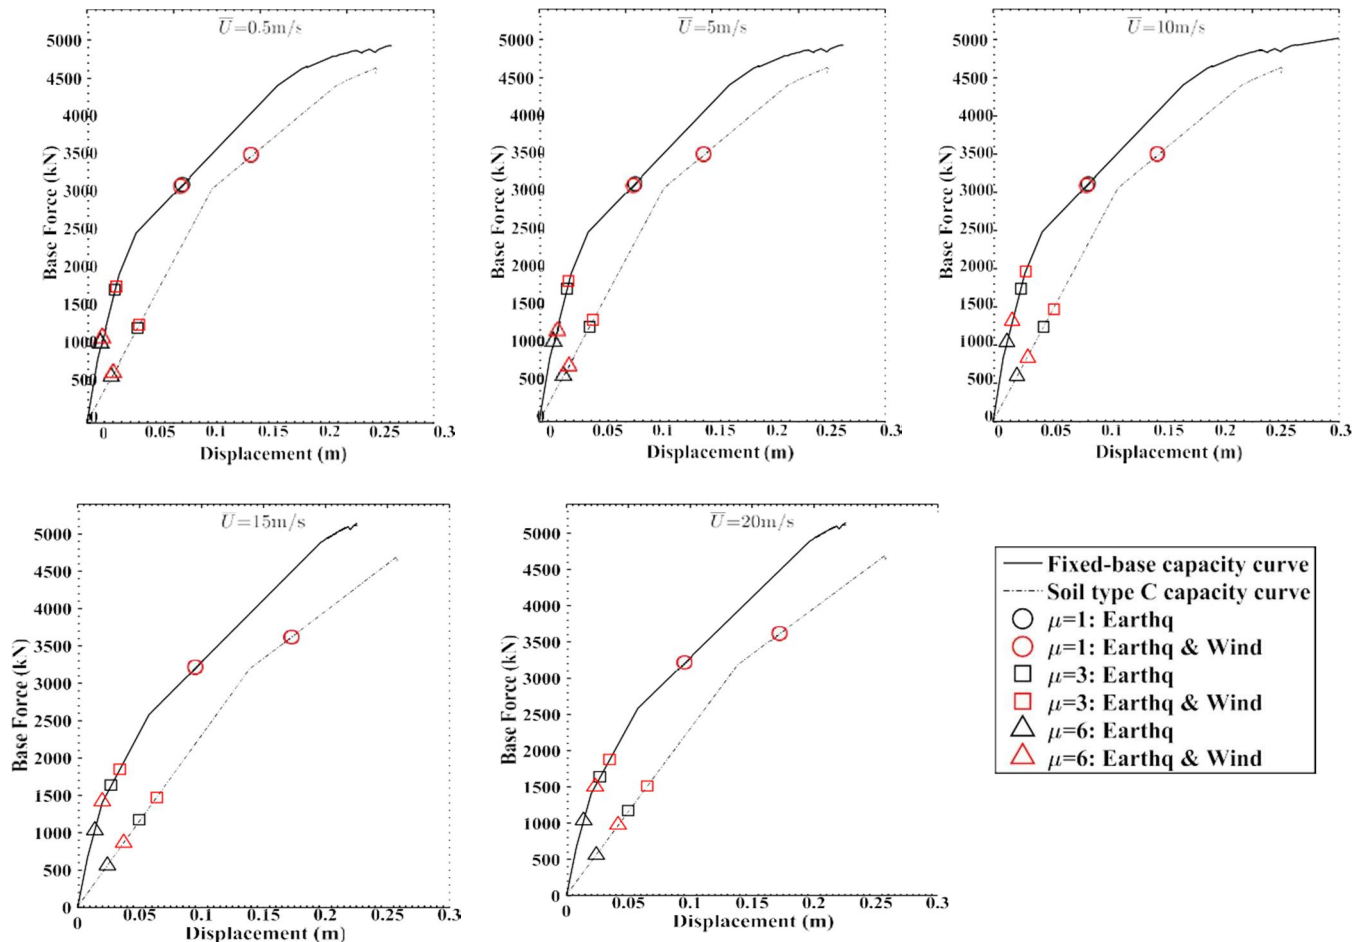 U̅=0.5m/s
5000
4500
4000
3500
3000
2500
2000
1500
1000
500
0
Base Force (kN)
0 0.05 0.1 0.15 0.2 0.25 0.3
Displacement (m)
U̅=5m/s
5000
4500
4000
3500
3000
2500
2000
1500
1000
500
0
Base Force (kN)
0 0.05 0.1 0.15 0.2 0.25 0.3
Displacement (m)
U̅=10m/s
5000
4500
4000
3500
3000
2500
2000
1500
1000
500
0
Base Force (kN)
0 0.05 0.1 0.15 0.2 0.25 0.3
Displacement (m)
U̅=15m/s
5000
4500
4000
3500
3000
2500
2000
1500
1000
500
0
Base Force (kN)
0 0.05 0.1 0.15 0.2 0.25 0.3
Displacement (m)
U̅=20m/s
5000
4500
4000
3500
3000
2500
2000
1500
1000
500
0
Base Force (kN)
0 0.05 0.1 0.15 0.2 0.25 0.3
Displacement (m)
Fixed-base capacity curve
Soil type C capacity curve
μ=1: Earthq
μ=1: Earthq & Wind
μ=3: Earthq
μ=3: Earthq & Wind
μ=6: Earthq
μ=6: Earthq & Wind